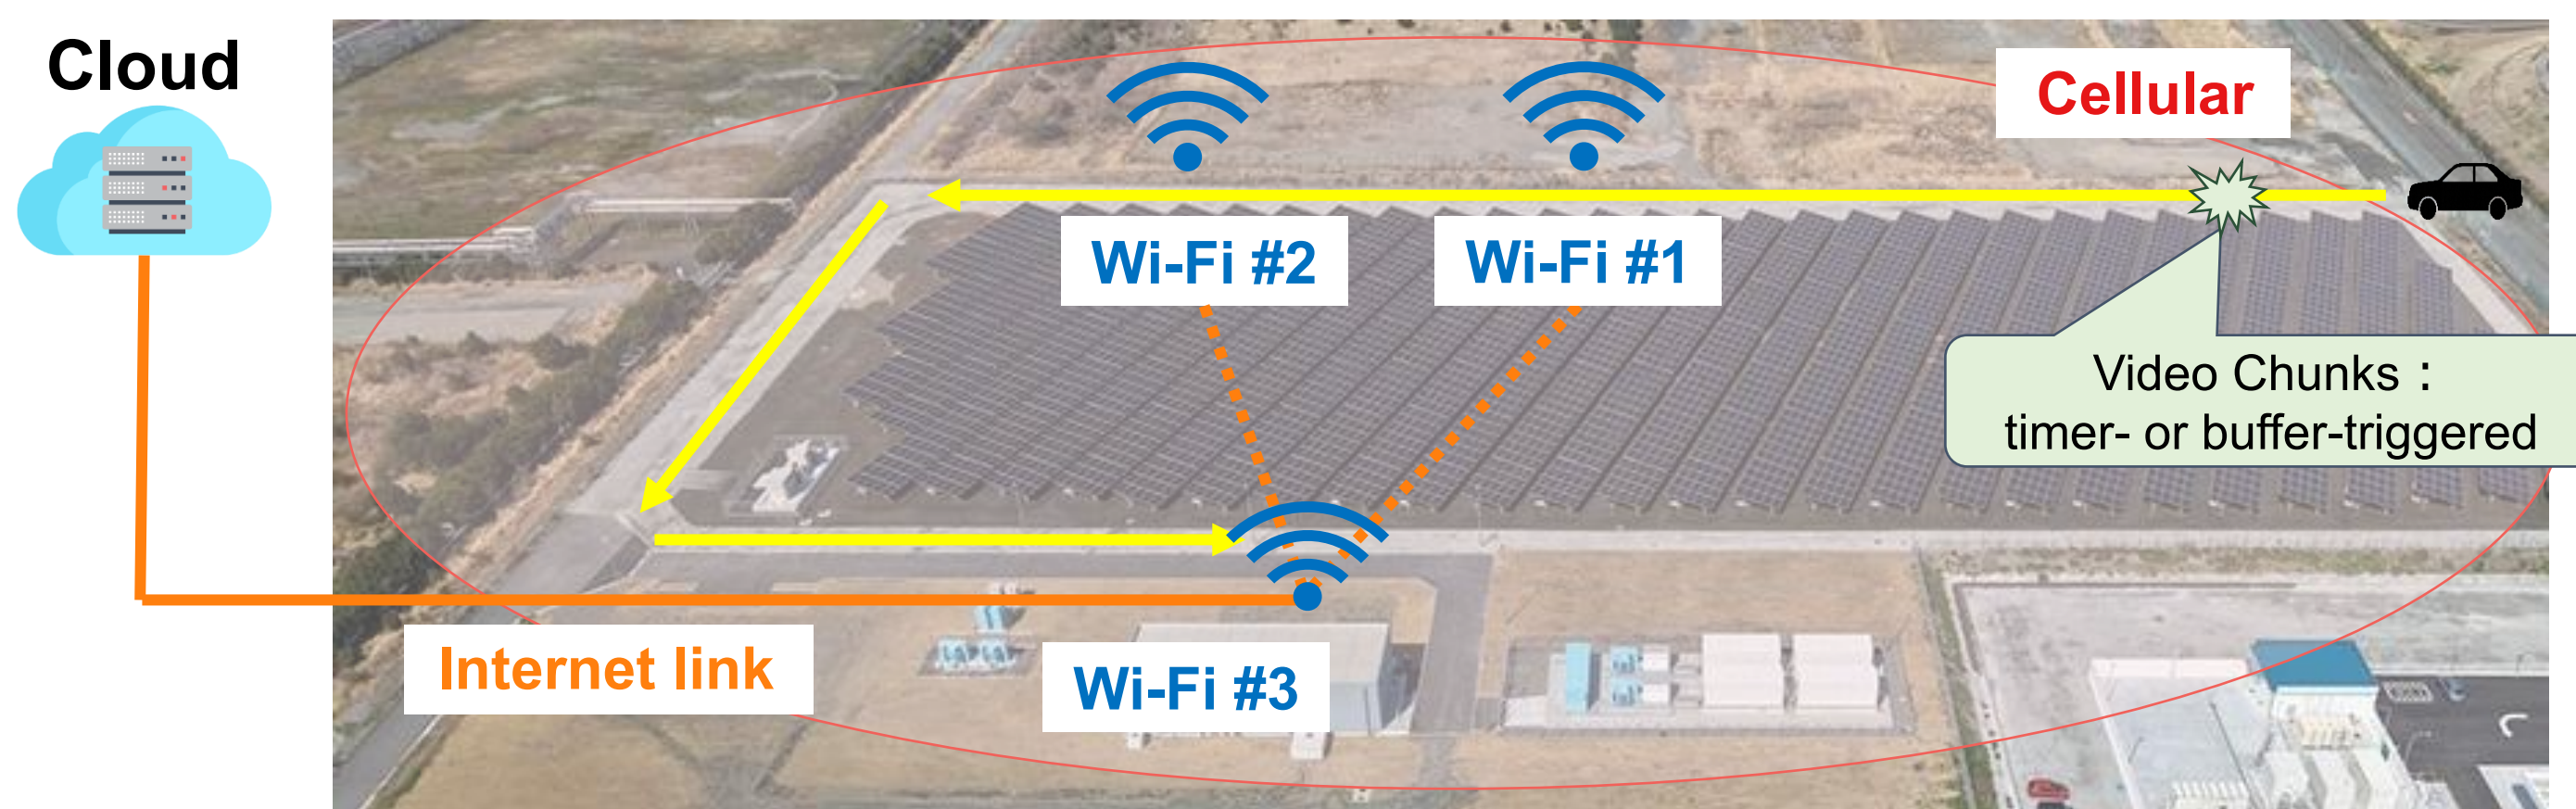 Cloud
Cellular
Wi-Fi #2
Wi-Fi #1
Video Chunks：
timer- or buffer-triggered
Internet link
Wi-Fi #3